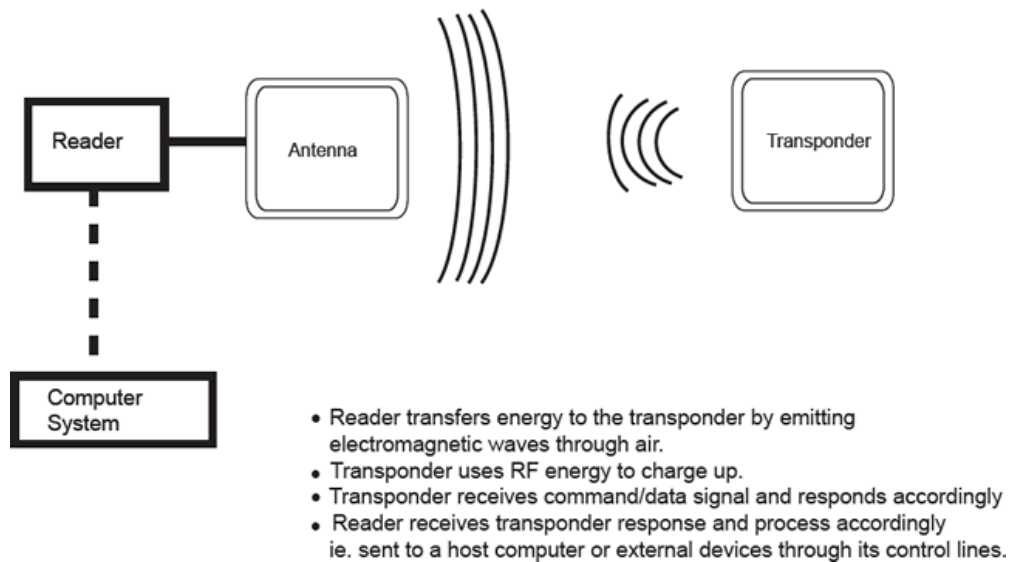 Reader
Antenna
Transponder
Computer
System
• Reader transfers energy to the transponder by emitting
electromagnetic waves through air.
• Transponder uses RF energy to charge up.
• Transponder receives command/data signal and responds accordingly
• Reader receives transponder response and process accordingly
ie. sent to a host computer or external devices through its control lines.